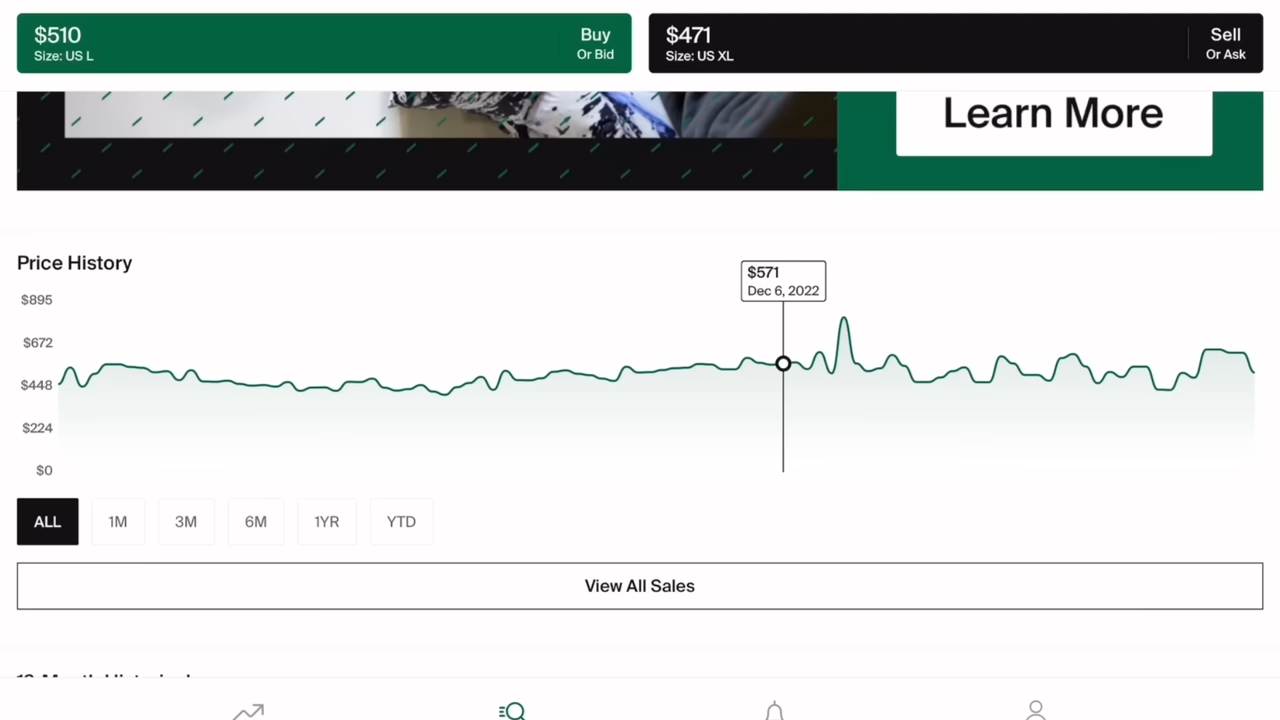 $510
Size: US L
Buy
Or Bid
$471
Size: US XL
Sell
Or Ask
Learn More
Price History
$571
Dec 6, 2022
$895
$672
$448
$224
$0
ALL
1M
3M
6M
1YR
YTD
View All Sales